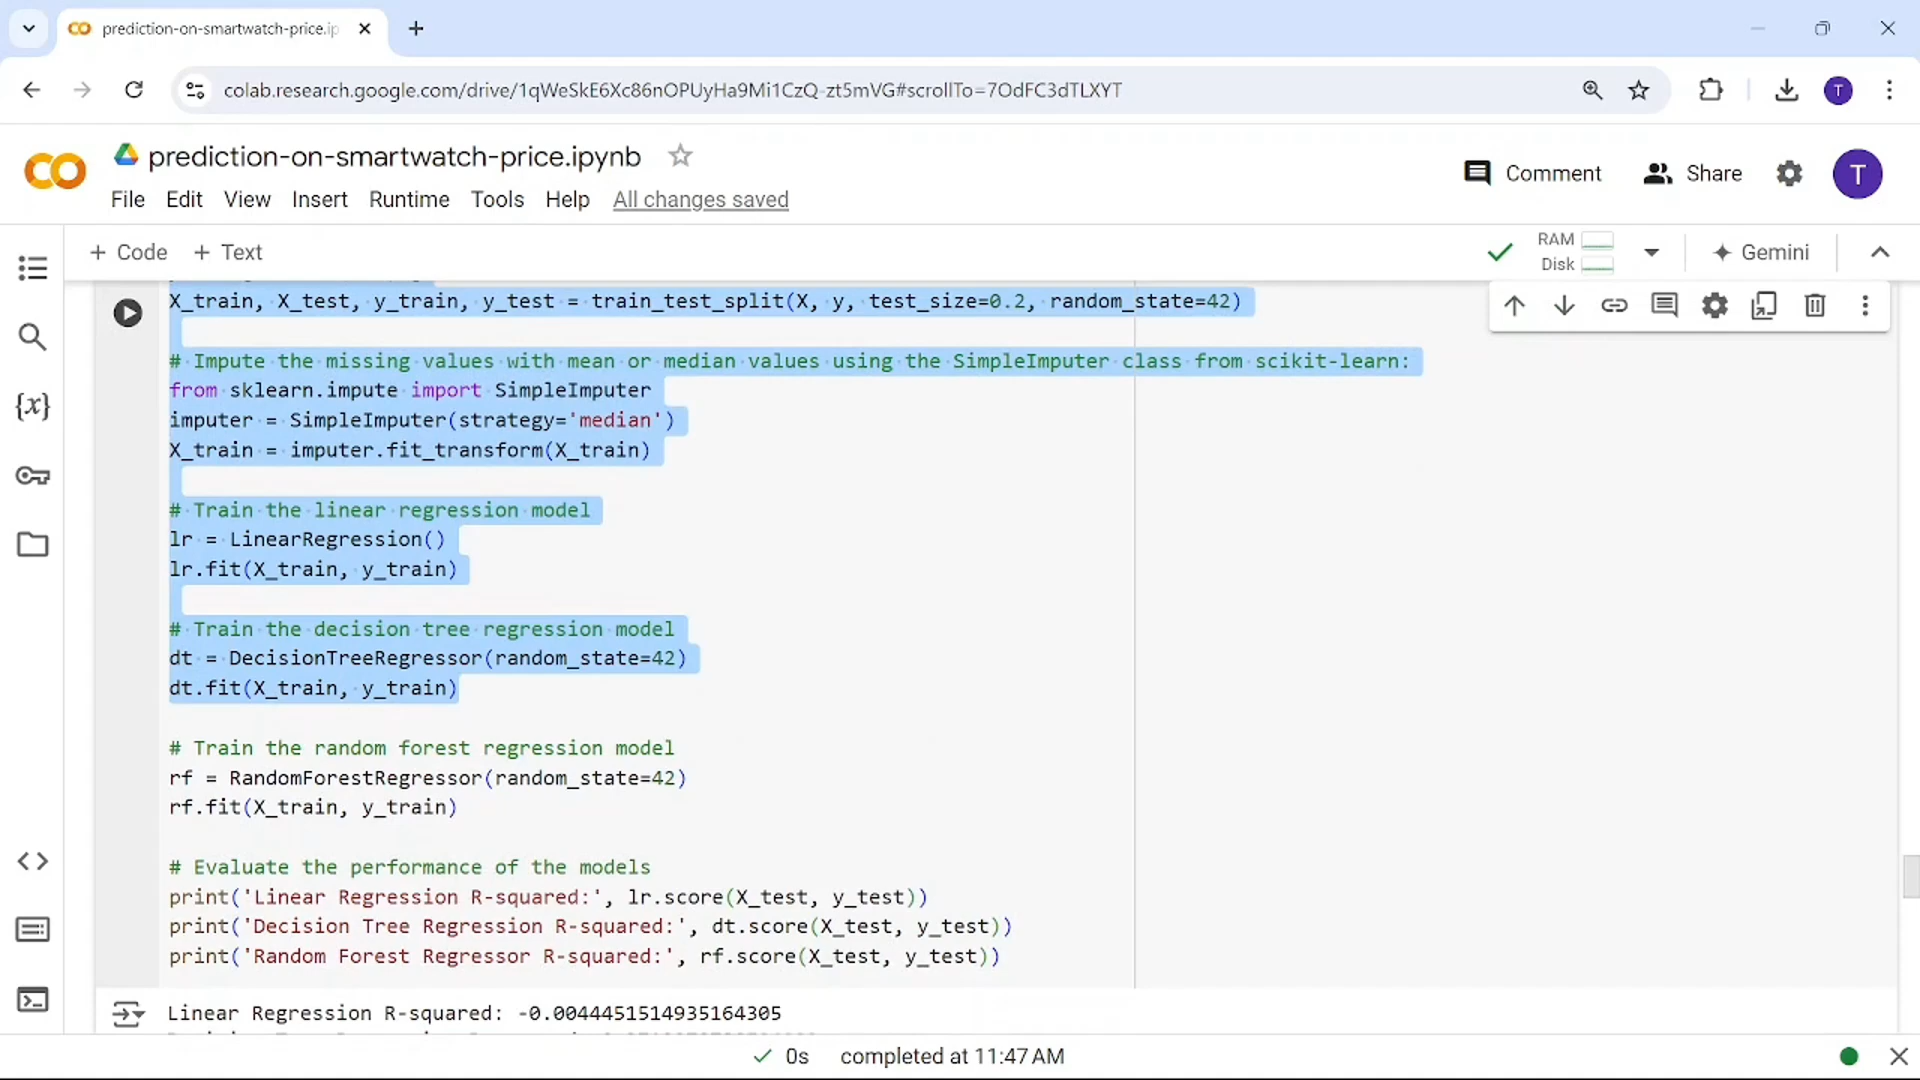 prediction-on-smartwatch-price.ip
colab.research.google.com/drive/1qWeSkE6Xc86nOPUyHa9Mi1CzQ-zt5mVG#scrollTo=7OdFC3dTLXYT
T
prediction-on-smartwatch-price.ipynb
Comment
Share
T
File Edit View Insert Runtime Tools Help All changes saved
+ Code + Text
RAM
Disk
Gemini
X_train, X_test, y_train, y_test = train_test_split(X, y, test_size=0.2, random_state=42)
# Impute the missing values with mean or median values using the SimpleImputer class from scikit-learn:
from sklearn.impute import SimpleImputer
imputer = SimpleImputer(strategy='median')
X_train = imputer.fit_transform(X_train)
# Train the linear regression model
lr = LinearRegression()
lr.fit(X_train, y_train)
# Train the decision tree regression model
dt = DecisionTreeRegressor(random_state=42)
dt.fit(X_train, y_train)
# Train the random forest regression model
rf = RandomForestRegressor(random_state=42)
rf.fit(X_train, y_train)
# Evaluate the performance of the models
print('Linear Regression R-squared:', lr.score(X_test, y_test))
print('Decision Tree Regression R-squared:', dt.score(X_test, y_test))
print('Random Forest Regressor R-squared:', rf.score(X_test, y_test))
Linear Regression R-squared: -0.0044451514935164305
0s completed at 11:47 AM